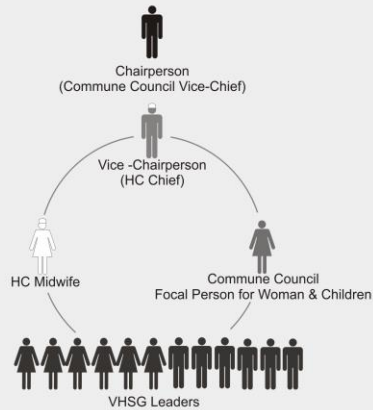 Chairperson
(Commune Council Vice-Chief)
Vice -Chairperson
(HC Chief)
HC Midwife
Commune Council
Focal Person for Woman & Children
VHSG Leaders